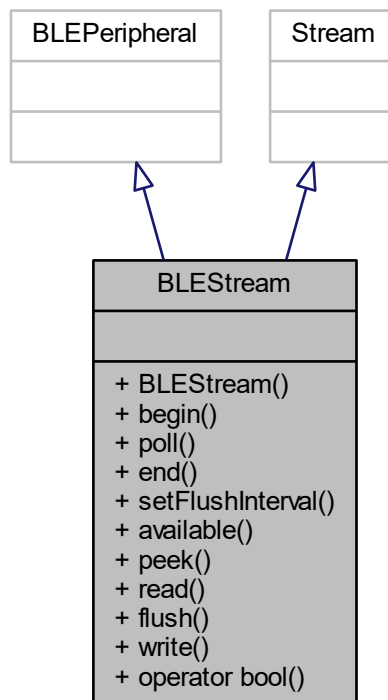 BLEPeripheral
Stream
BLEStream
+ BLEStream()
+ begin()
+ poll()
+ end()
+ setFlushInterval()
+ available()
+ peek()
+ read()
+ flush()
+ write()
+ operator bool()